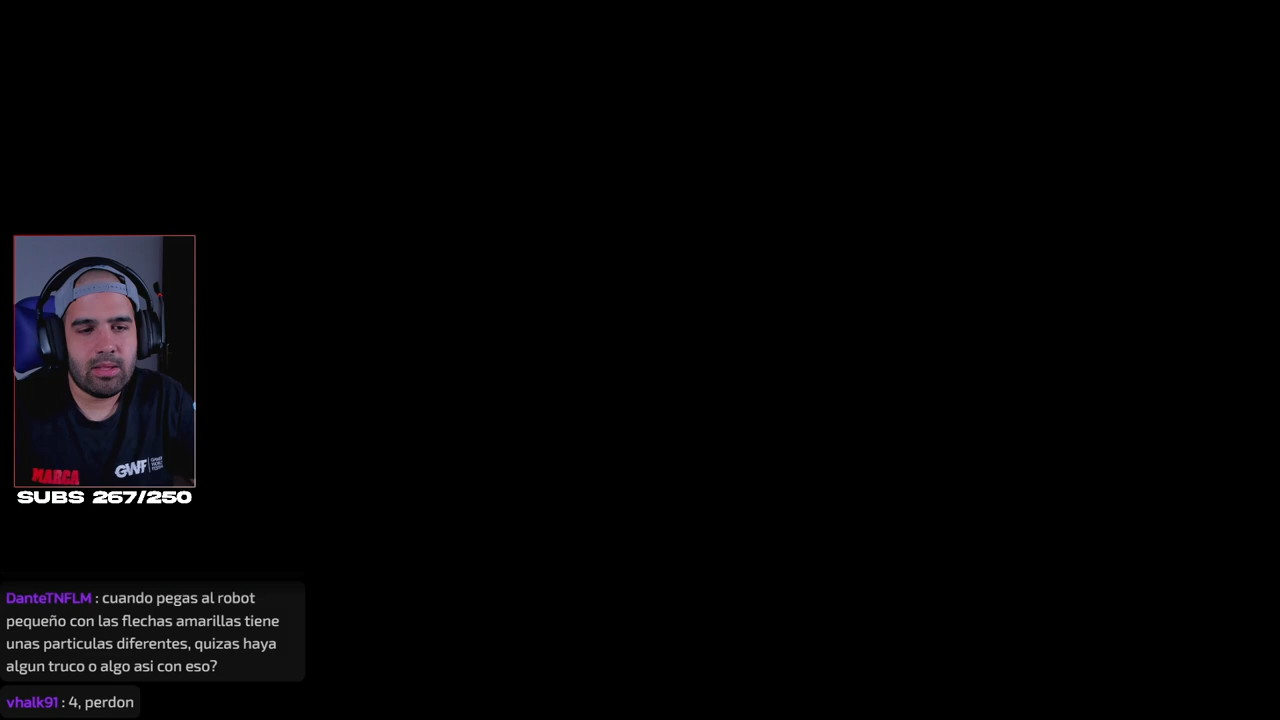 MARCA
GWF
SUBS 267/250
DanteTNFLM : cuando pegas al robot
pequeño con las flechas amarillas tiene
unas particulas diferentes, quizas haya
algun truco o algo asi con eso?
vhalk91 : 4, perdon